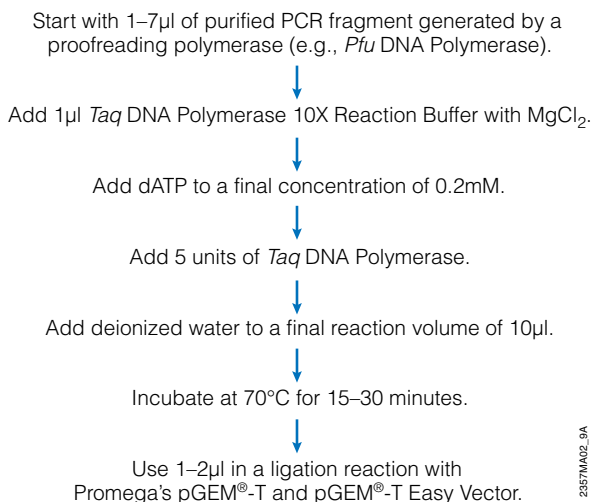 Start with 1–7µl of purified PCR fragment generated by a
proofreading polymerase (e.g., Pfu DNA Polymerase).
Add 1µl Taq DNA Polymerase 10X Reaction Buffer with MgCl₂.
Add dATP to a final concentration of 0.2mM.
Add 5 units of Taq DNA Polymerase.
Add deionized water to a final reaction volume of 10µl.
Incubate at 70°C for 15–30 minutes.
Use 1–2µl in a ligation reaction with
Promega's pGEM®-T and pGEM®-T Easy Vector.
2357MA02_9A